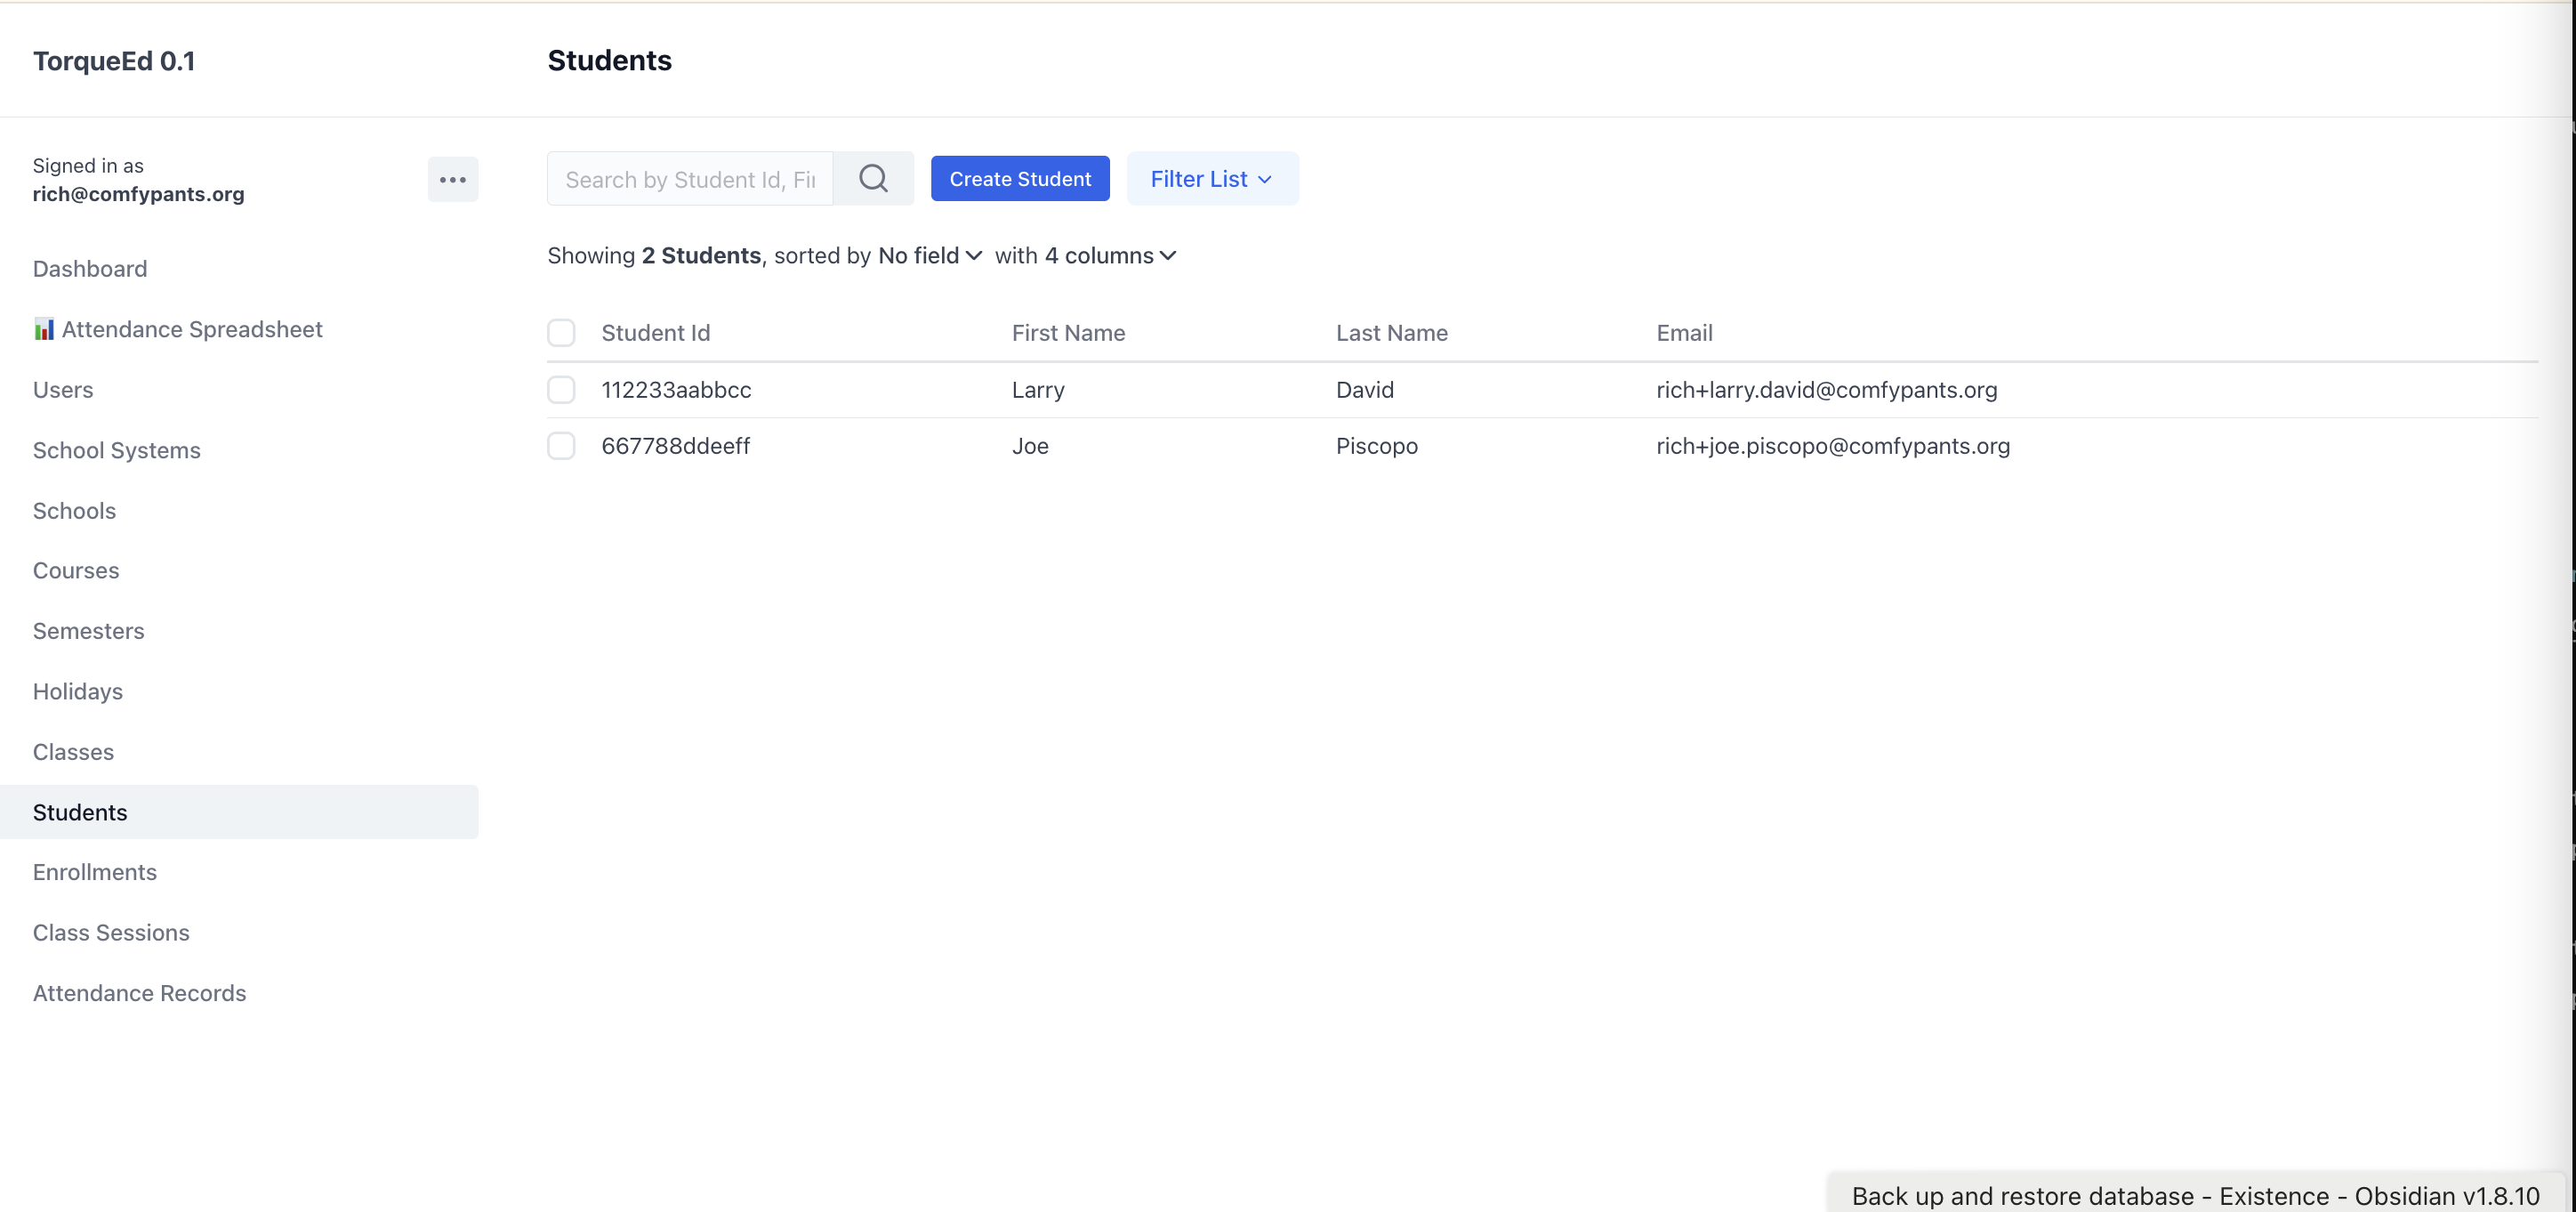 TorqueEd 0.1
Students
Signed in as
rich@comfypants.org
Dashboard
Attendance Spreadsheet
Users
School Systems
Schools
Courses
Semesters
Holidays
Classes
Students
Enrollments
Class Sessions
Attendance Records
Search by Student Id, Fir
Create Student
Filter List
Showing 2 Students, sorted by No field with 4 columns
Student Id First Name Last Name Email
112233aabbcc Larry David rich+larry.david@comfypants.org
667788ddeeff Joe Piscopo rich+joe.piscopo@comfypants.org
Back up and restore database - Existence - Obsidian v1.8.10